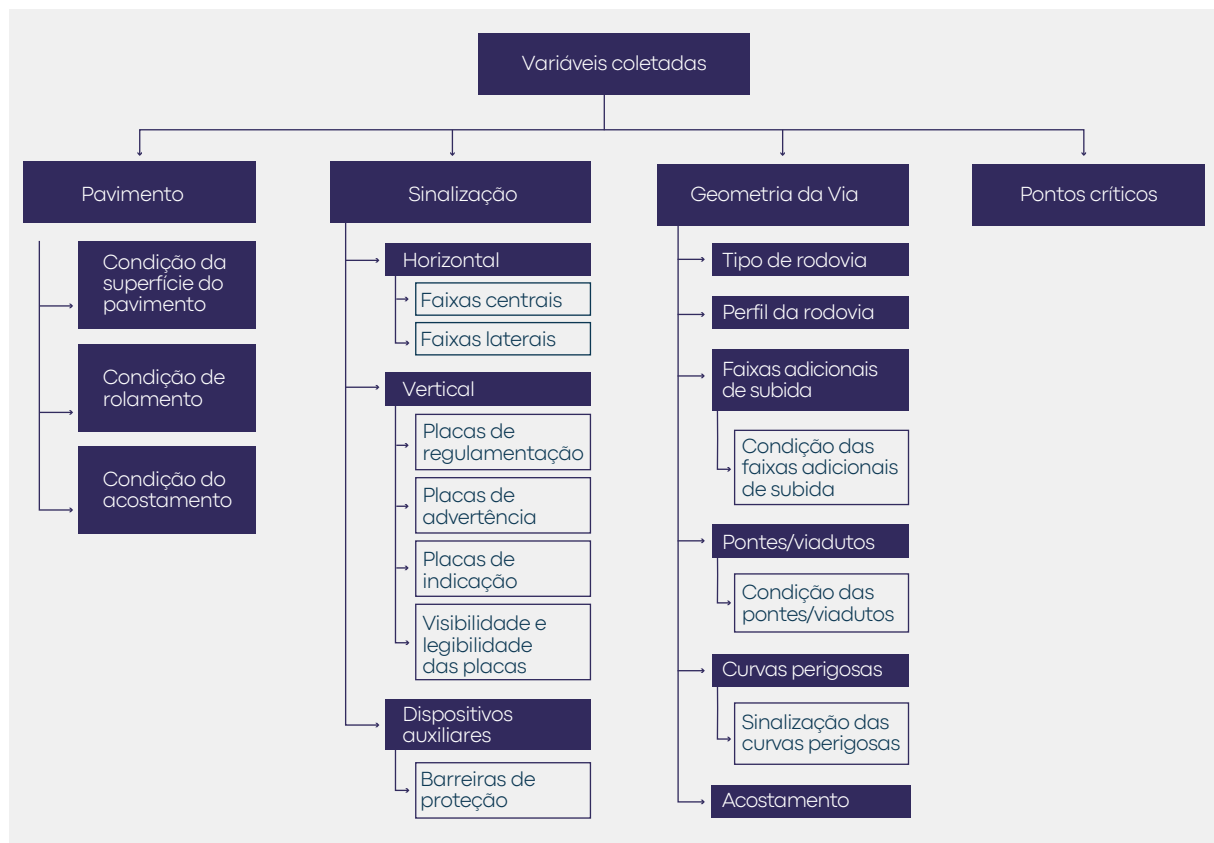 Variáveis coletadas
Pavimento
Condição da
superfície do
pavimento
Condição de
rolamento
Condição do
acostamento
Sinalização
Horizontal
Faixas centrais
Faixas laterais
Vertical
Placas de
regulamentação
Placas de
advertência
Placas de
indicação
Visibilidade e
legibilidade
das placas
Dispositivos
auxiliares
Barreiras de
proteção
Geometria da Via
Tipo de rodovia
Perfil da rodovia
Faixas adicionais
de subida
Condição das
faixas adicionais
de subida
Pontes/viadutos
Condição das
pontes/viadutos
Curvas perigosas
Sinalização das
curvas perigosas
Acostamento
Pontos críticos